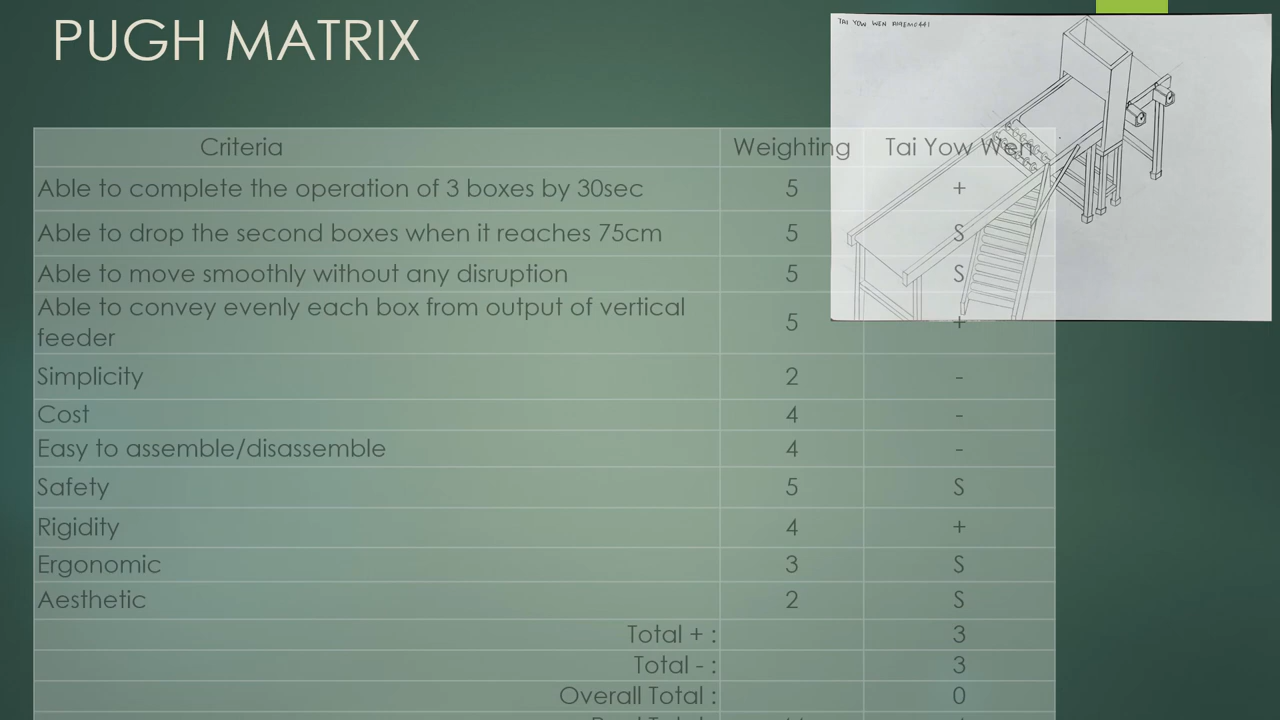 PUGH MATRIX
TAI YOW WEN
Criteria Weighting Tai Yow Wen
Able to complete the operation of 3 boxes by 30sec 5 +
Able to drop the second boxes when it reaches 75cm 5 S
Able to move smoothly without any disruption 5 S
Able to convey evenly each box from output of vertical
feeder 5 +
Simplicity 2 -
Cost 4 -
Easy to assemble/disassemble 4 -
Safety 5 S
Rigidity 4 +
Ergonomic 3 S
Aesthetic 2 S
Total + : 3
Total - : 3
Overall Total : 0